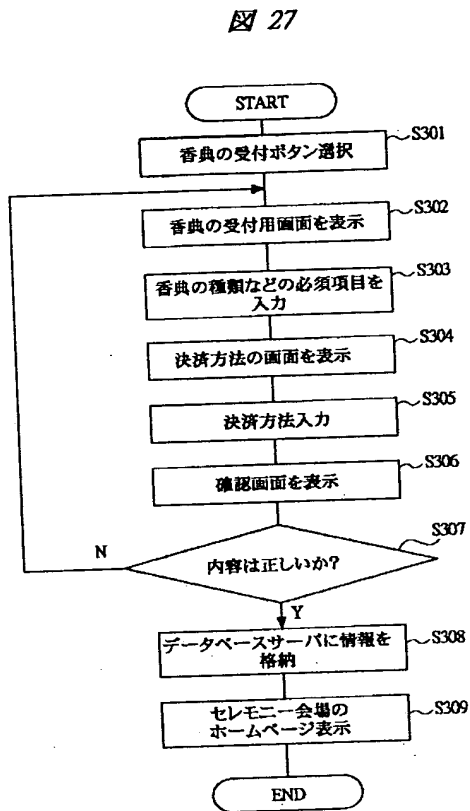 図 27
START
香典の受付ボタン選択
S301
香典の受付用画面を表示
S302
香典の種類などの必須項目を
入力
S303
決済方法の画面を表示
S304
決済方法入力
S305
確認画面を表示
S306
内容は正しいか?
S307
N
Y
データベースサーバに情報を
格納
S308
セレモニー会場の
ホームページ表示
S309
END